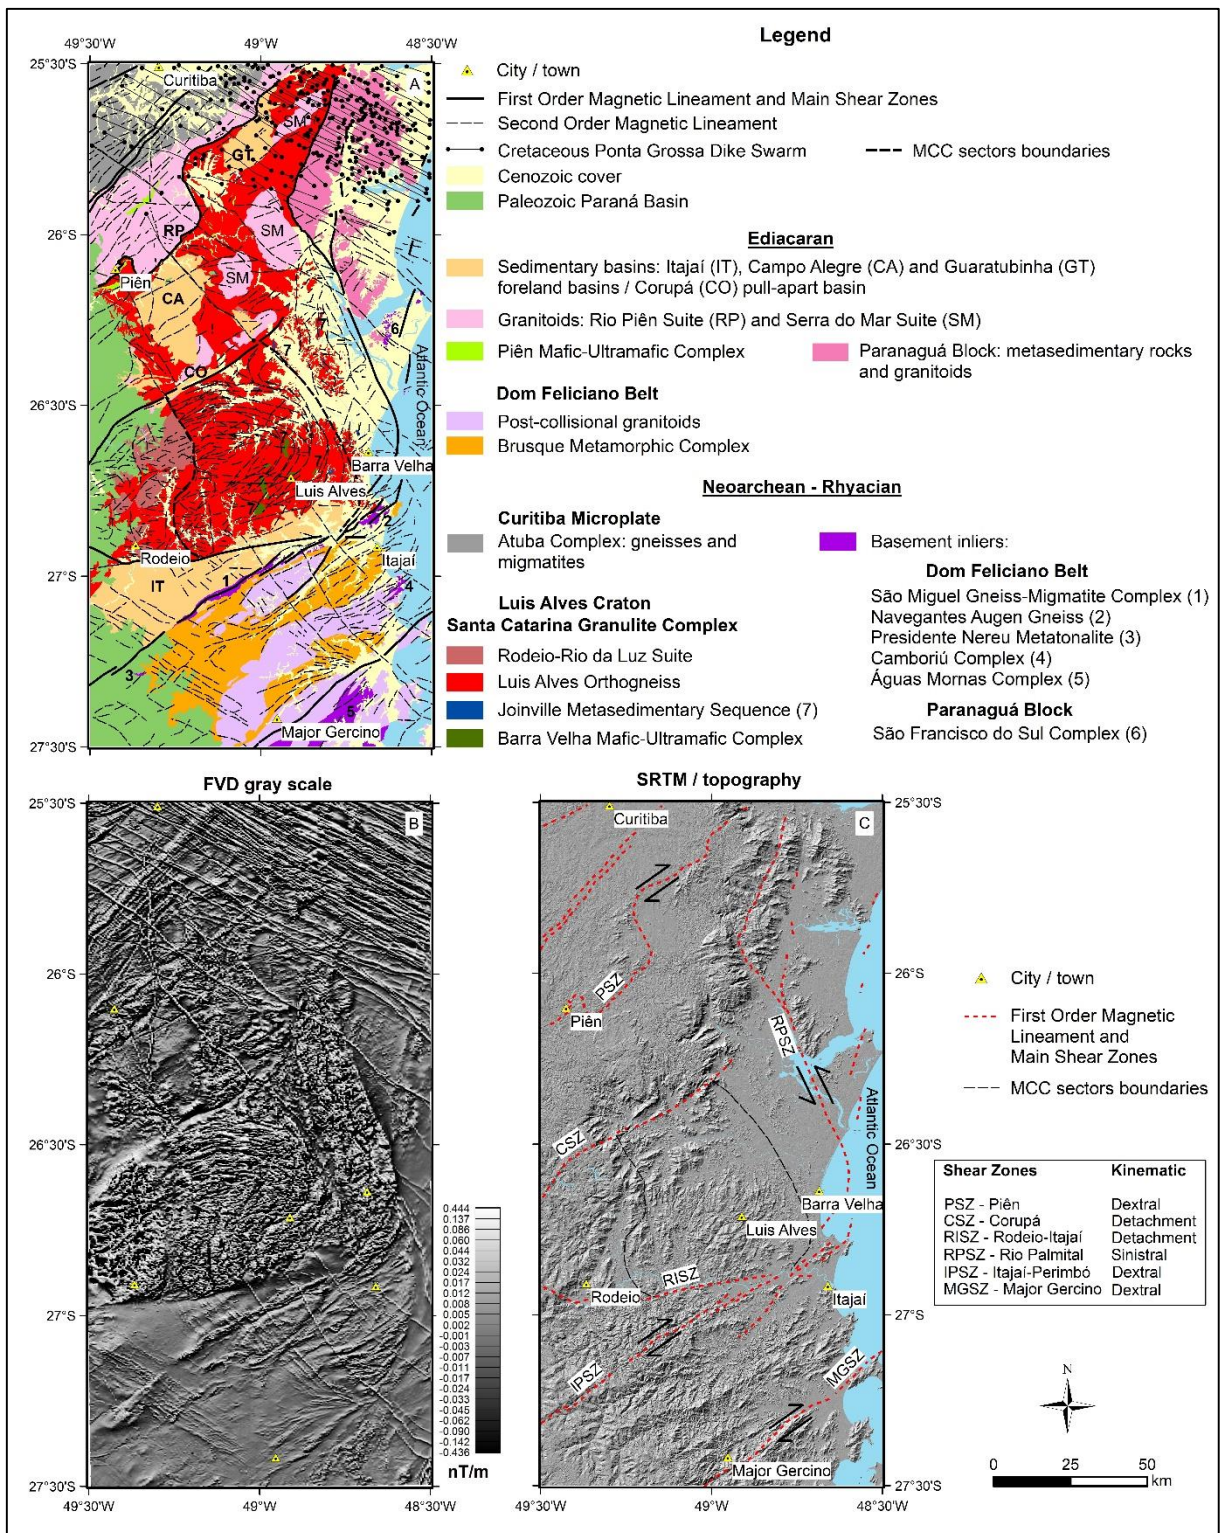 49°30'W
49°W
48°30'W
25°30'S
26°S
26°30'S
27°S
27°30'S
A
Curitiba
SM
GT
RP
SM
SM
Piên
CA
CO
7
7
6
Atlantic Ocean
Barra Velha
Luis Alves
2
Rodeio
Itajaí
IT
1
4
3
5
Major Gercino
Legend
City / town
First Order Magnetic Lineament and Main Shear Zones
Second Order Magnetic Lineament
Cretaceous Ponta Grossa Dike Swarm
MCC sectors boundaries
Cenozoic cover
Paleozoic Paraná Basin
Ediacaran
Sedimentary basins: Itajaí (IT), Campo Alegre (CA) and Guaratubinha (GT)
foreland basins / Corupá (CO) pull-apart basin
Granitoids: Rio Piên Suite (RP) and Serra do Mar Suite (SM)
Piên Mafic-Ultramafic Complex
Paranaguá Block: metasedimentary rocks
and granitoids
Dom Feliciano Belt
Post-collisional granitoids
Brusque Metamorphic Complex
Neoarchean - Rhyacian
Curitiba Microplate
Atuba Complex: gneisses and
migmatites
Luis Alves Craton
Santa Catarina Granulite Complex
Rodeio-Rio da Luz Suite
Luis Alves Orthogneiss
Joinville Metasedimentary Sequence (7)
Barra Velha Mafic-Ultramafic Complex
Basement inliers:
Dom Feliciano Belt
São Miguel Gneiss-Migmatite Complex (1)
Navegantes Augen Gneiss (2)
Presidente Nereu Metatonalite (3)
Camboriú Complex (4)
Águas Mornas Complex (5)
Paranaguá Block
São Francisco do Sul Complex (6)
FVD gray scale
B
26°S
26°30'S
27°S
27°30'S
49°30'W
49°W
48°30'W
0.444
0.137
0.086
0.060
0.044
0.032
0.024
0.017
0.012
0.008
0.005
0.002
-0.001
-0.003
-0.007
-0.011
-0.017
-0.024
-0.032
-0.045
-0.062
-0.090
-0.142
-0.436
nT/m
SRTM / topography
C
Curitiba
PSZ
Piên
RPSZ
CSZ
Atlantic Ocean
Barra Velha
Luis Alves
RISZ
Rodeio
Itajaí
IPSZ
MGSZ
Major Gercino
25°30'S
26°S
26°30'S
27°S
27°30'S
49°30'W
49°W
48°30'W
City / town
First Order Magnetic
Lineament and
Main Shear Zones
MCC sectors boundaries
Shear Zones Kinematic
PSZ - Piên Dextral
CSZ - Corupá Detachment
RISZ - Rodeio-Itajaí Detachment
RPSZ - Rio Palmital Sinistral
IPSZ - Itajaí-Perimbó Dextral
MGSZ - Major Gercino Dextral
N
0 25 50
km